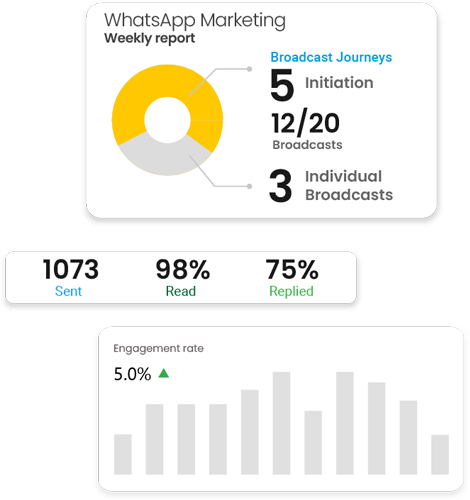 WhatsApp Marketing
Weekly report
Broadcast Journeys
5 Initiation
12/20
Broadcasts
3 Individual
Broadcasts
1073 98% 75%
Sent Read Replied
Engagement rate
5.0%